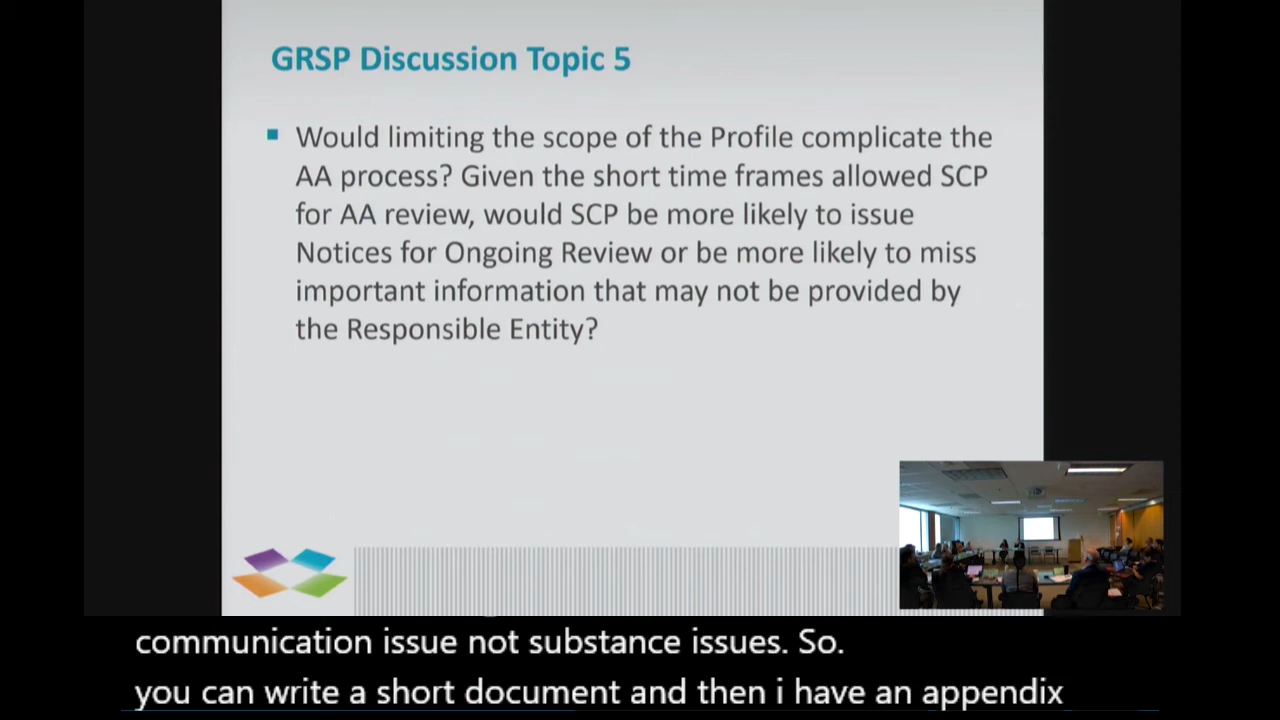 GRSP Discussion Topic 5
Would limiting the scope of the Profile complicate the
AA process? Given the short time frames allowed SCP
for AA review, would SCP be more likely to issue
Notices for Ongoing Review or be more likely to miss
important information that may not be provided by
the Responsible Entity?
communication issue not substance issues. So.
you can write a short document and then i have an appendix